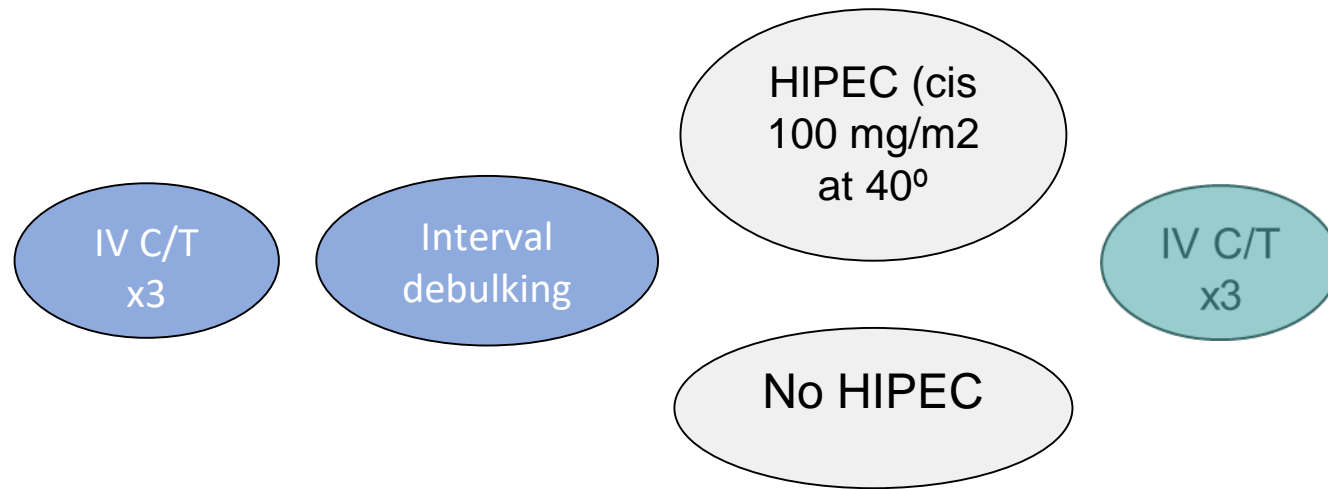 IV C/T
x3
Interval
debulking
HIPEC (cis
100 mg/m2
at 40º
No HIPEC
IV C/T
x3